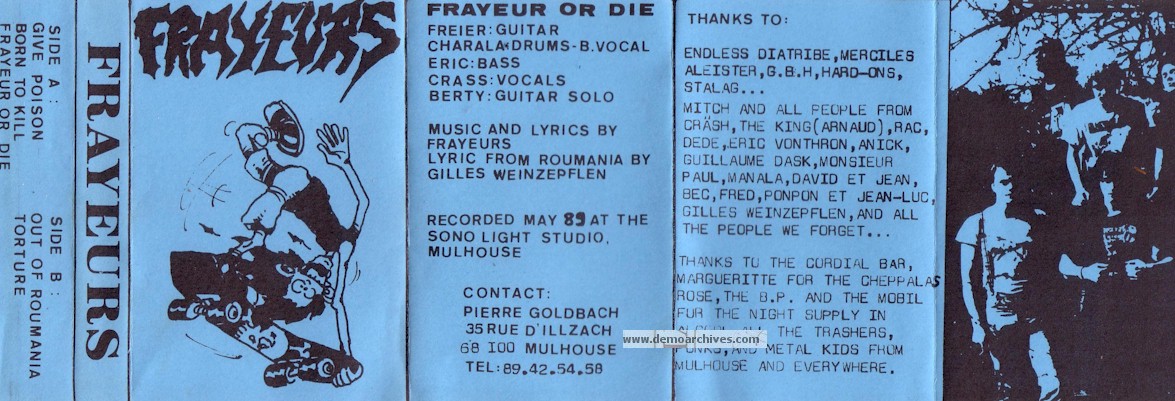 SIDE A:
GIVE POISON
BORN TO KILL
FRAYEUR OR DIE
SIDE B:
OUT OF ROUMANIA
TORTURE
FRAYEURS
FRAYEURS
FRAYEUR OR DIE
FREIER:GUITAR
CHARALA*DRUMS-B.VOCAL
ERIC:BASS
CRASS:VOCALS
BERTY:GUITAR SOLO
MUSIC AND LYRICS BY
FRAYEURS
LYRIC FROM ROUMANIA BY
GILLES WEINZEPFLEN
RECORDED MAY 89 AT THE
SONO LIGHT STUDIO,
MULHOUSE
CONTACT:
PIERRE GOLDBACH
35 RUE D'ILLZACH
68 100 MULHOUSE
TEL:89.42.54.58
THANKS TO:
ENDLESS DIATRIBE,MERCILES
ALEISTER,G.B.H,HARD-ONS,
STALAG...
MITCH AND ALL PEOPLE FROM
CRÄSH,THE KING(ARNAUD),RAC,
DEDE,ERIC VONTHRON,ANICK,
GUILLAUME DASK,MONSIEUR
PAUL,MANALA,DAVID ET JEAN,
BEC,FRED,PONPON ET JEAN-LUC,
GILLES WEINZEPFLEN,AND ALL
THE PEOPLE WE FORGET...
THANKS TO THE CORDIAL BAR,
MARGUERITTE FOR THE CHEPPALAS
ROSE,THE B.P. AND THE MOBIL
FUR THE NIGHT SUPPLY IN
ALL THE TRASHERS,
PUNKS,AND METAL KIDS FROM
MULHOUSE AND EVERYWHERE.
www.demoarchives.com